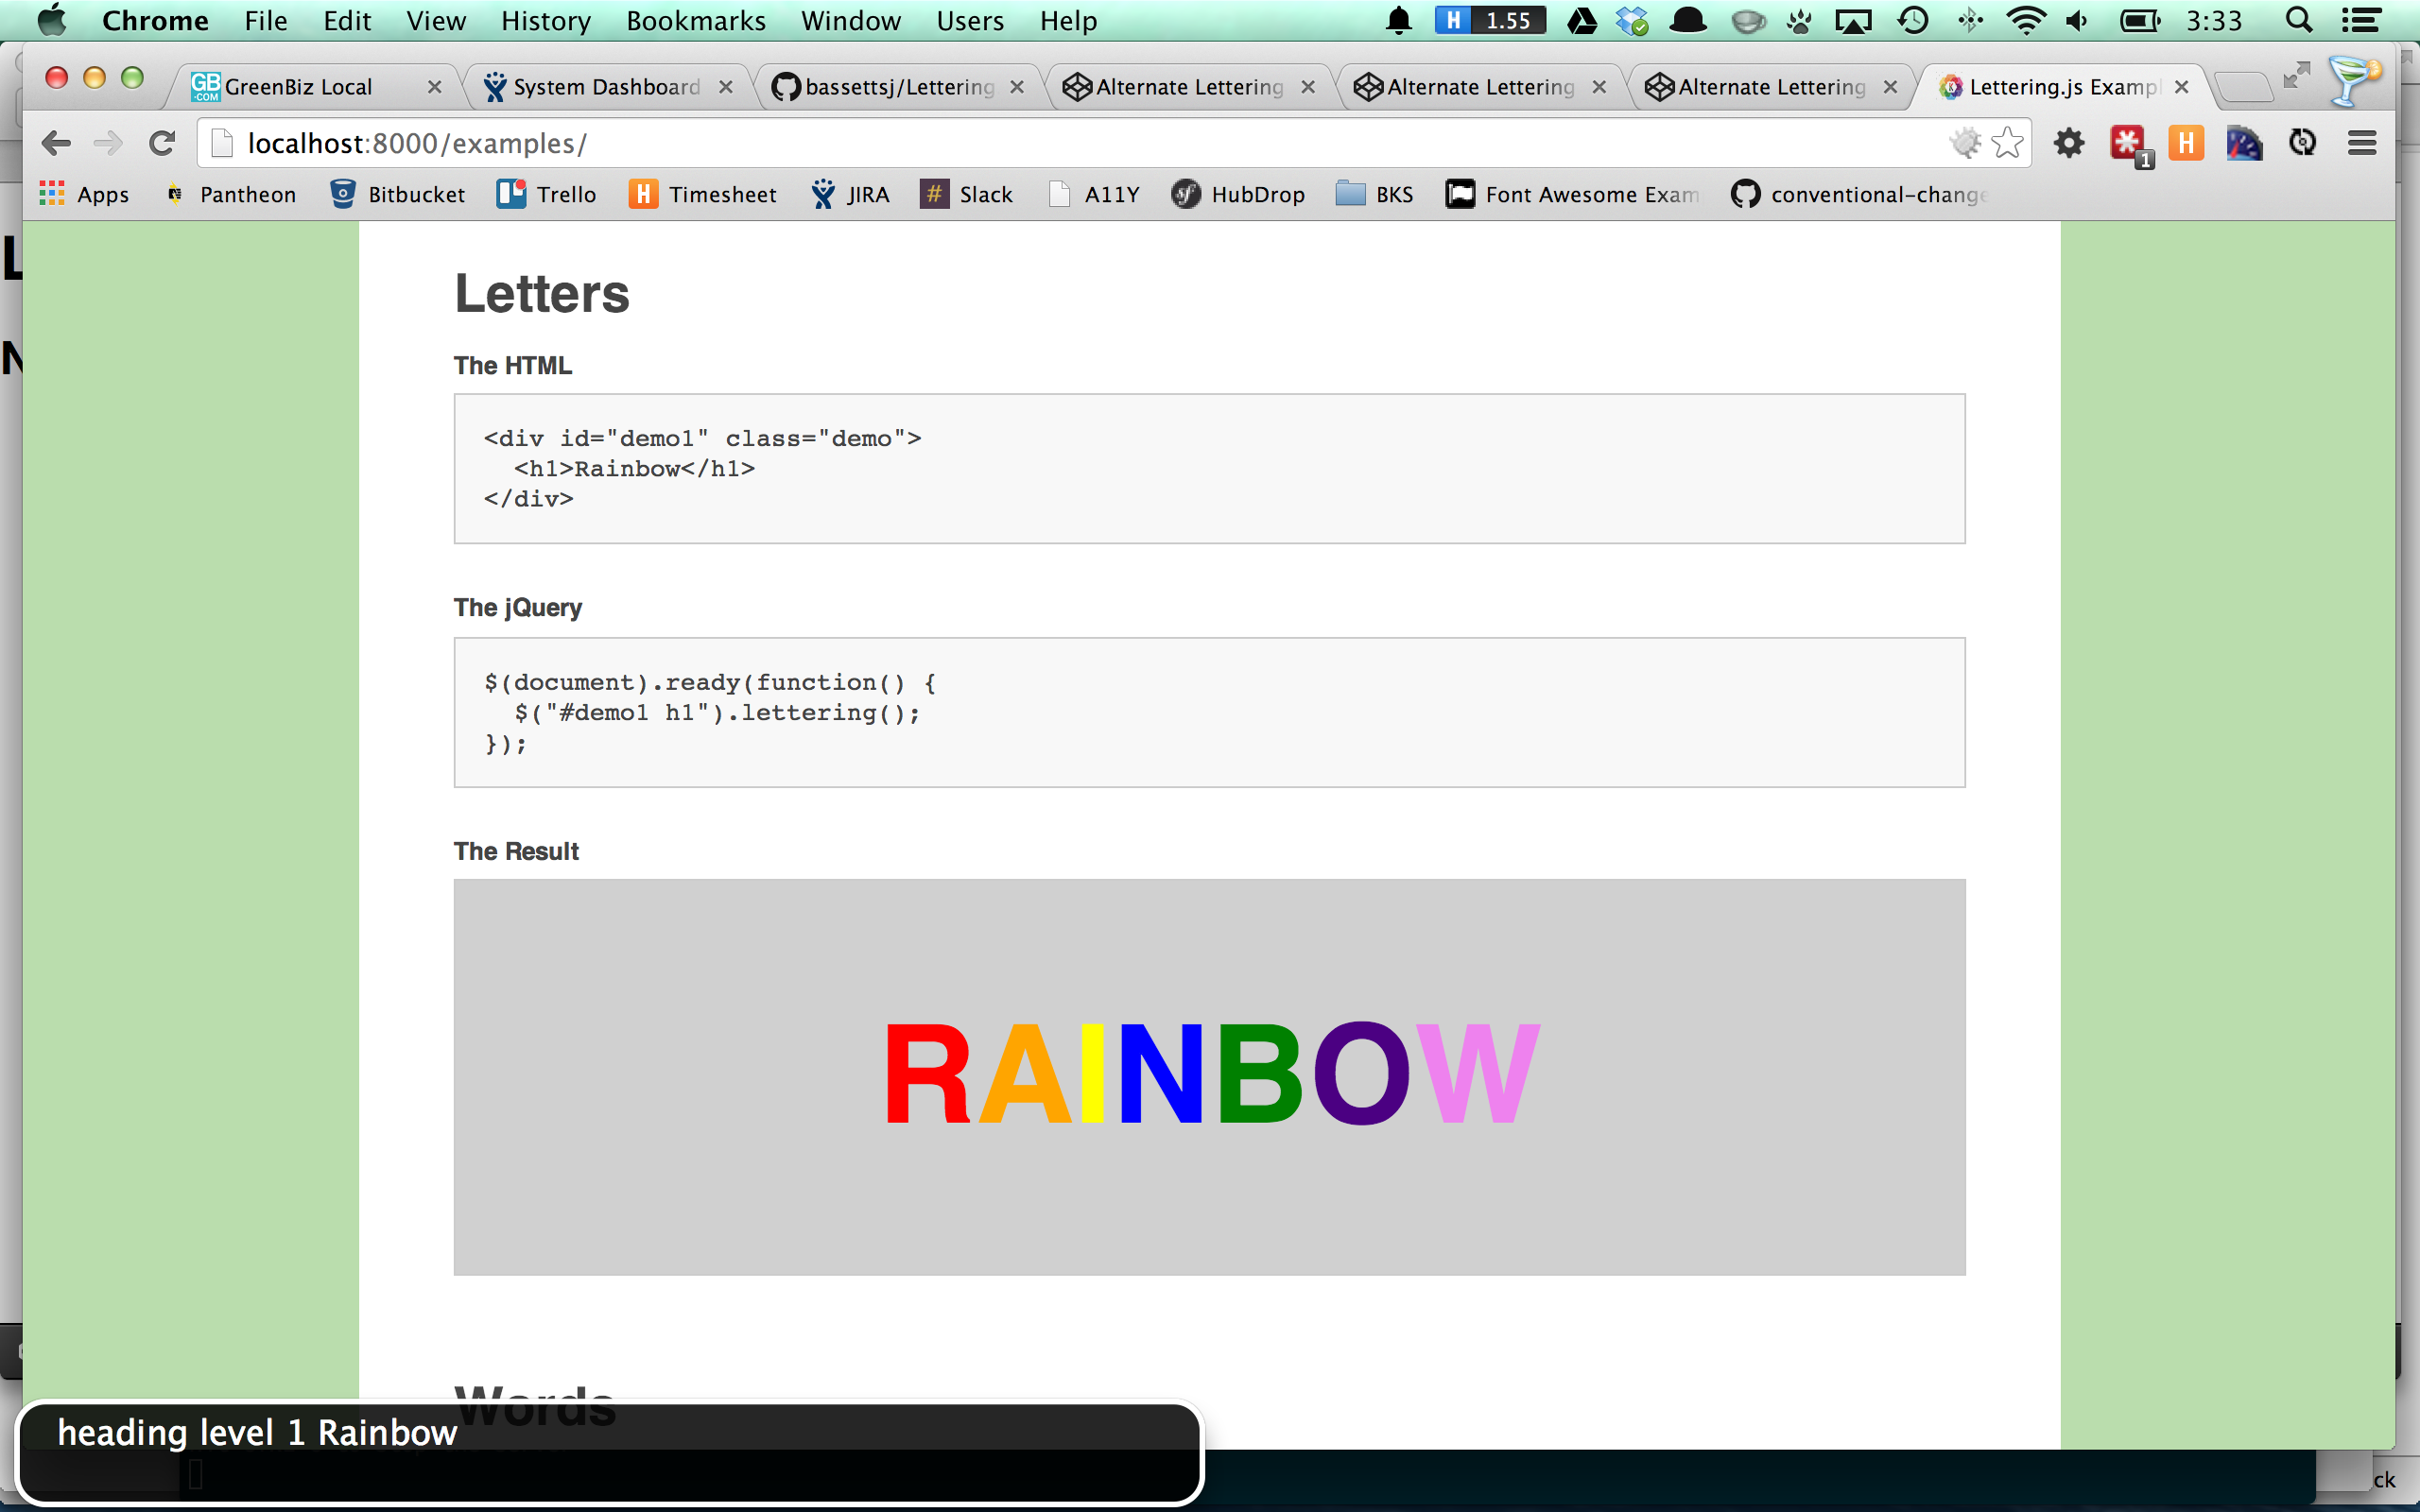 Chrome File Edit View History Bookmarks Window Users Help H 1.55 3:33
GB .COM GreenBiz Local System Dashboard bassettsj/Lettering Alternate Lettering Alternate Lettering Alternate Lettering Lettering.js Exampl
localhost:8000/examples/ 1 H
Apps Pantheon Bitbucket Trello H Timesheet JIRA # Slack A11Y HubDrop BKS Font Awesome Exam conventional-change
L
N
Letters
The HTML
<div id="demo1" class="demo">
  <h1>Rainbow</h1>
</div>
The jQuery
$(document).ready(function() {
  $("#demo1 h1").lettering();
});
The Result
RAINBOW
Words
heading level 1 Rainbow
ck